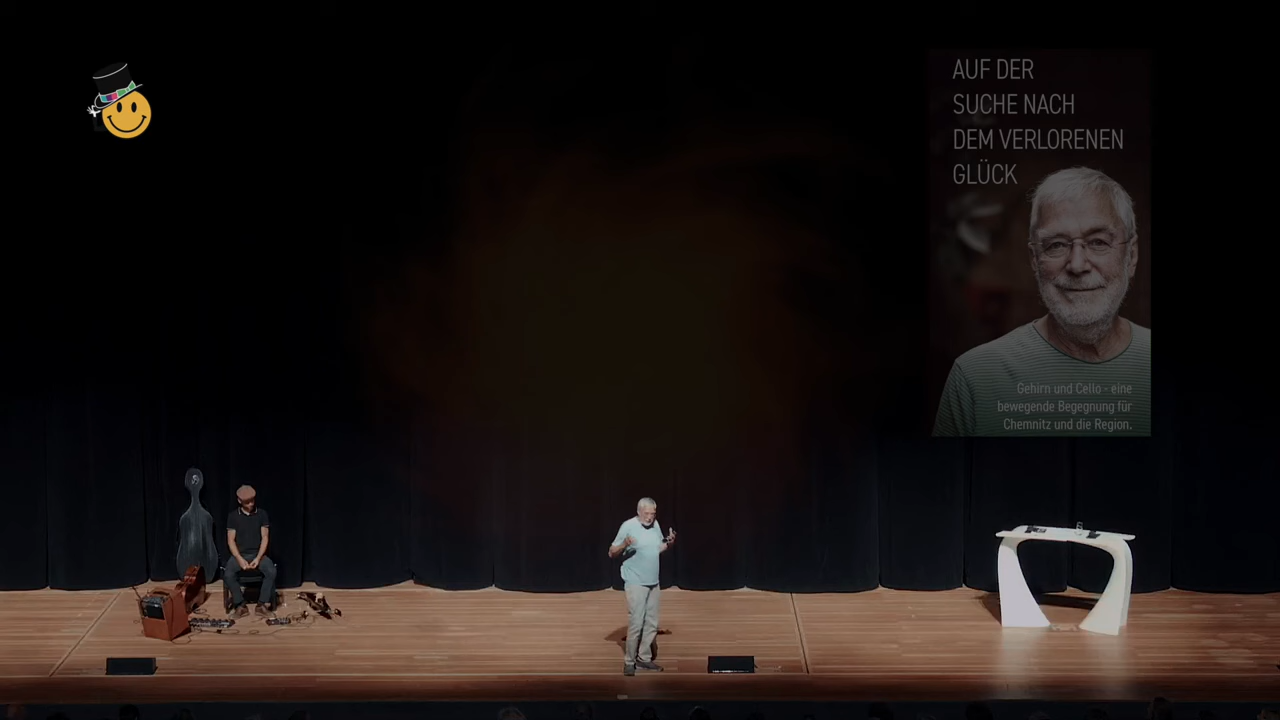 AUF DER
SUCHE NACH
DEM VERLORENEN
GLÜCK
Gehirn und Cello - eine
bewegende Begegnung für
Chemnitz und die Region.